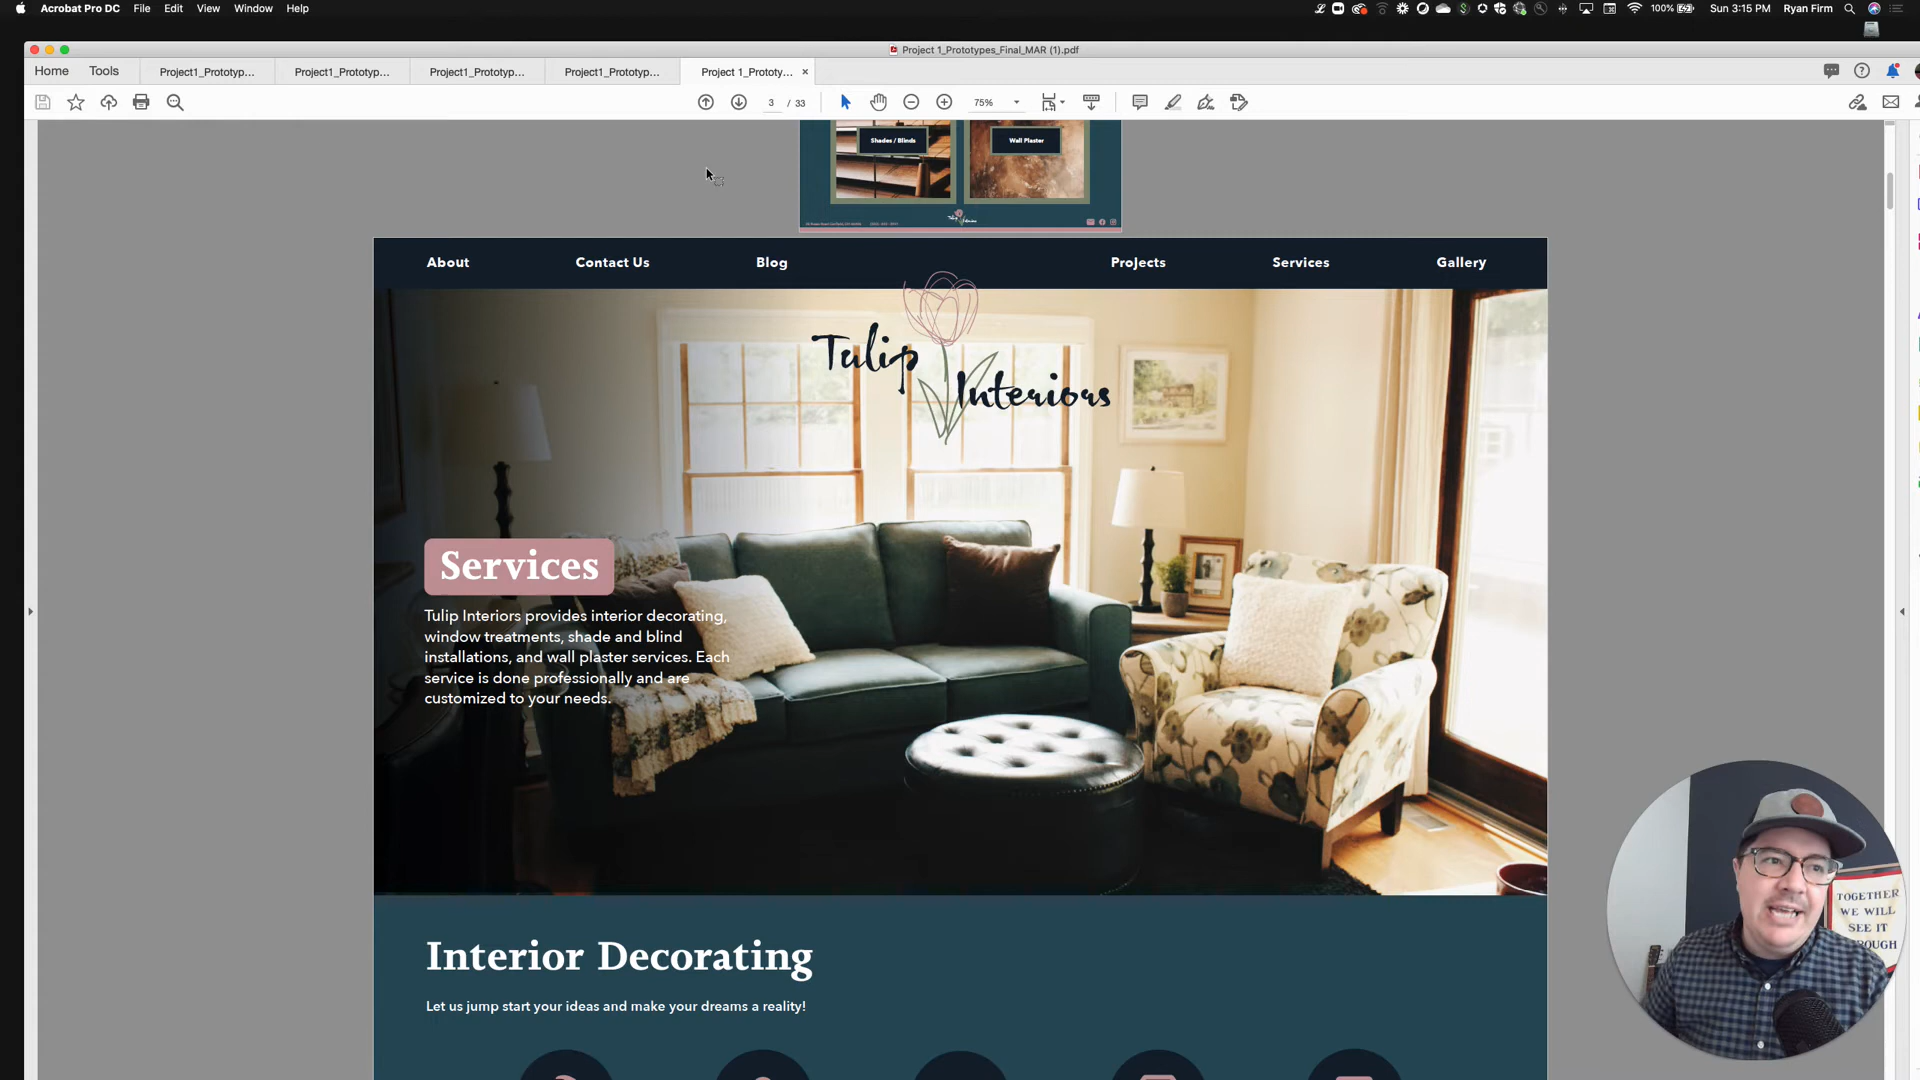 Acrobat Pro DC File Edit View Window Help
100% Sun 3:15 PM Ryan Firm
Project 1_Prototypes_Final_MAR (1).pdf
Home Tools Project1_Prototyp... Project1_Prototyp... Project1_Prototyp... Project1_Prototyp... Project 1_Prototy... ×
3 / 33 75%
Shades / Blinds Wall Plaster
Tulip Interiors
About Contact Us Blog Projects Services Gallery
Tulip
Interiors
Services
Tulip Interiors provides interior decorating,
window treatments, shade and blind
installations, and wall plaster services. Each
service is done professionally and are
customized to your needs.
Interior Decorating
Let us jump start your ideas and make your dreams a reality!
TOGETHER
WE WILL
SEE IT
THROUGH